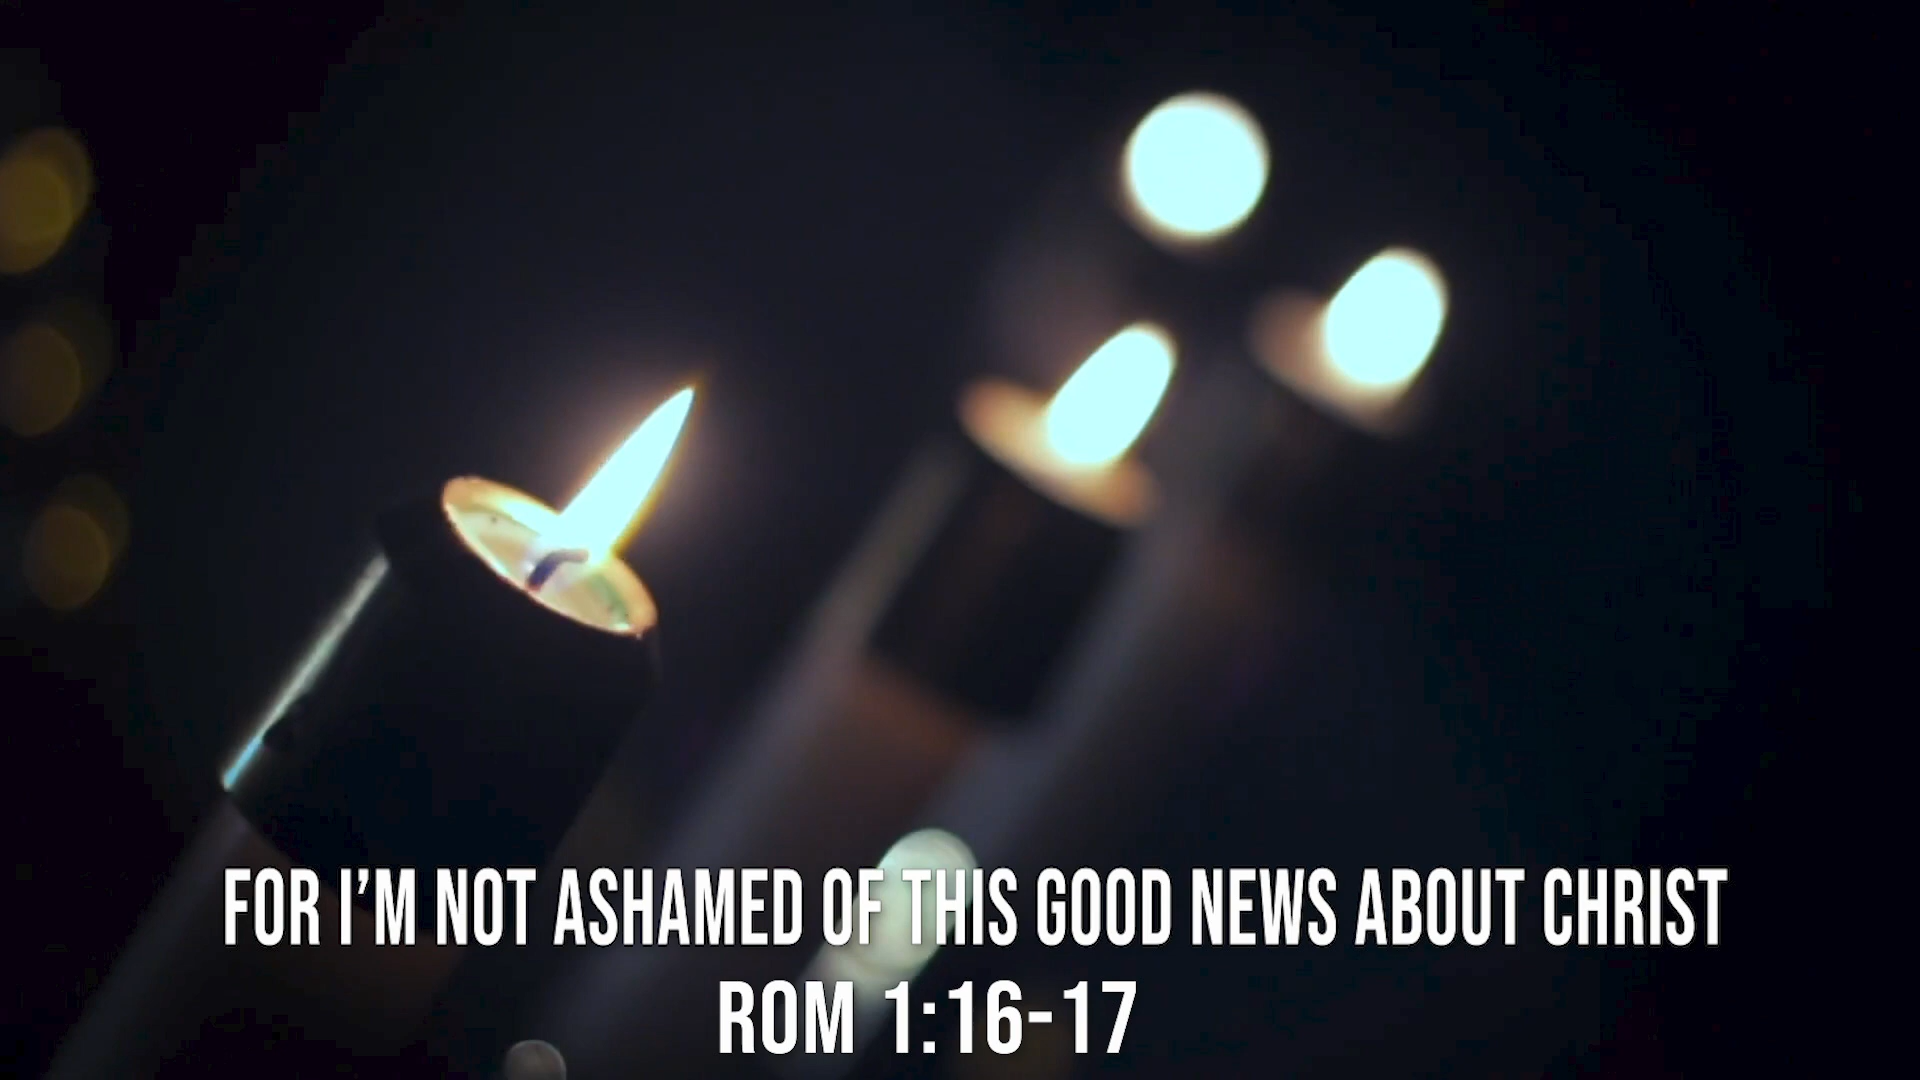 FOR I’M NOT ASHAMED OF THIS GOOD NEWS ABOUT CHRIST
ROM 1:16-17